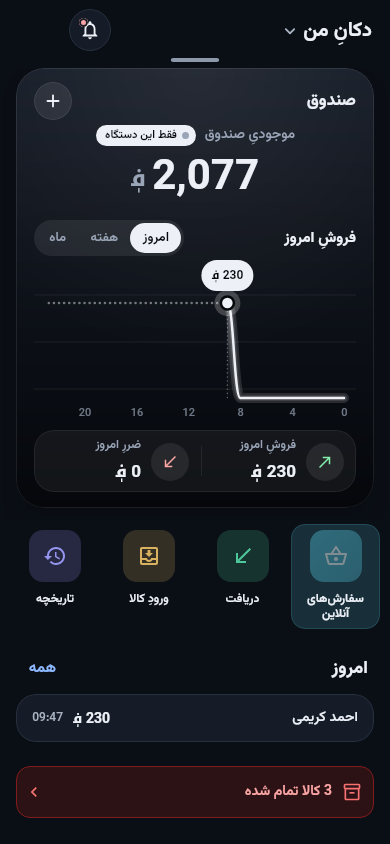 دکانِ من
صندوق
موجودیِ صندوق
فقط این دستگاه
2,077 ؋
فروشِ امروز
امروز
هفته
ماه
230 ؋
20 16 12 8 4 0
فروشِ امروز
230 ؋
ضررِ امروز
0 ؋
سفارش‌های آنلاین
دریافت
ورودِ کالا
تاریخچه
امروز
همه
احمد کریمی
230 ؋
09:47
3 کالا تمام شده